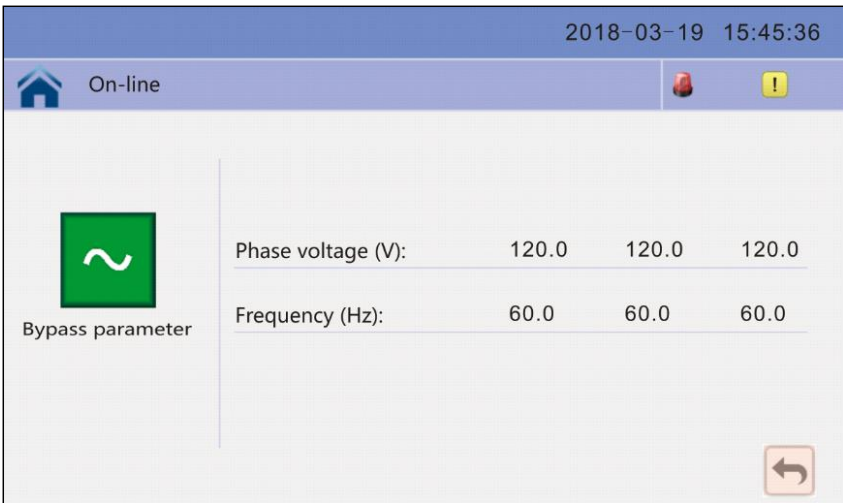 2018-03-19 15:45:36
On-line
!
Phase voltage (V): 120.0 120.0 120.0
Frequency (Hz): 60.0 60.0 60.0
Bypass parameter